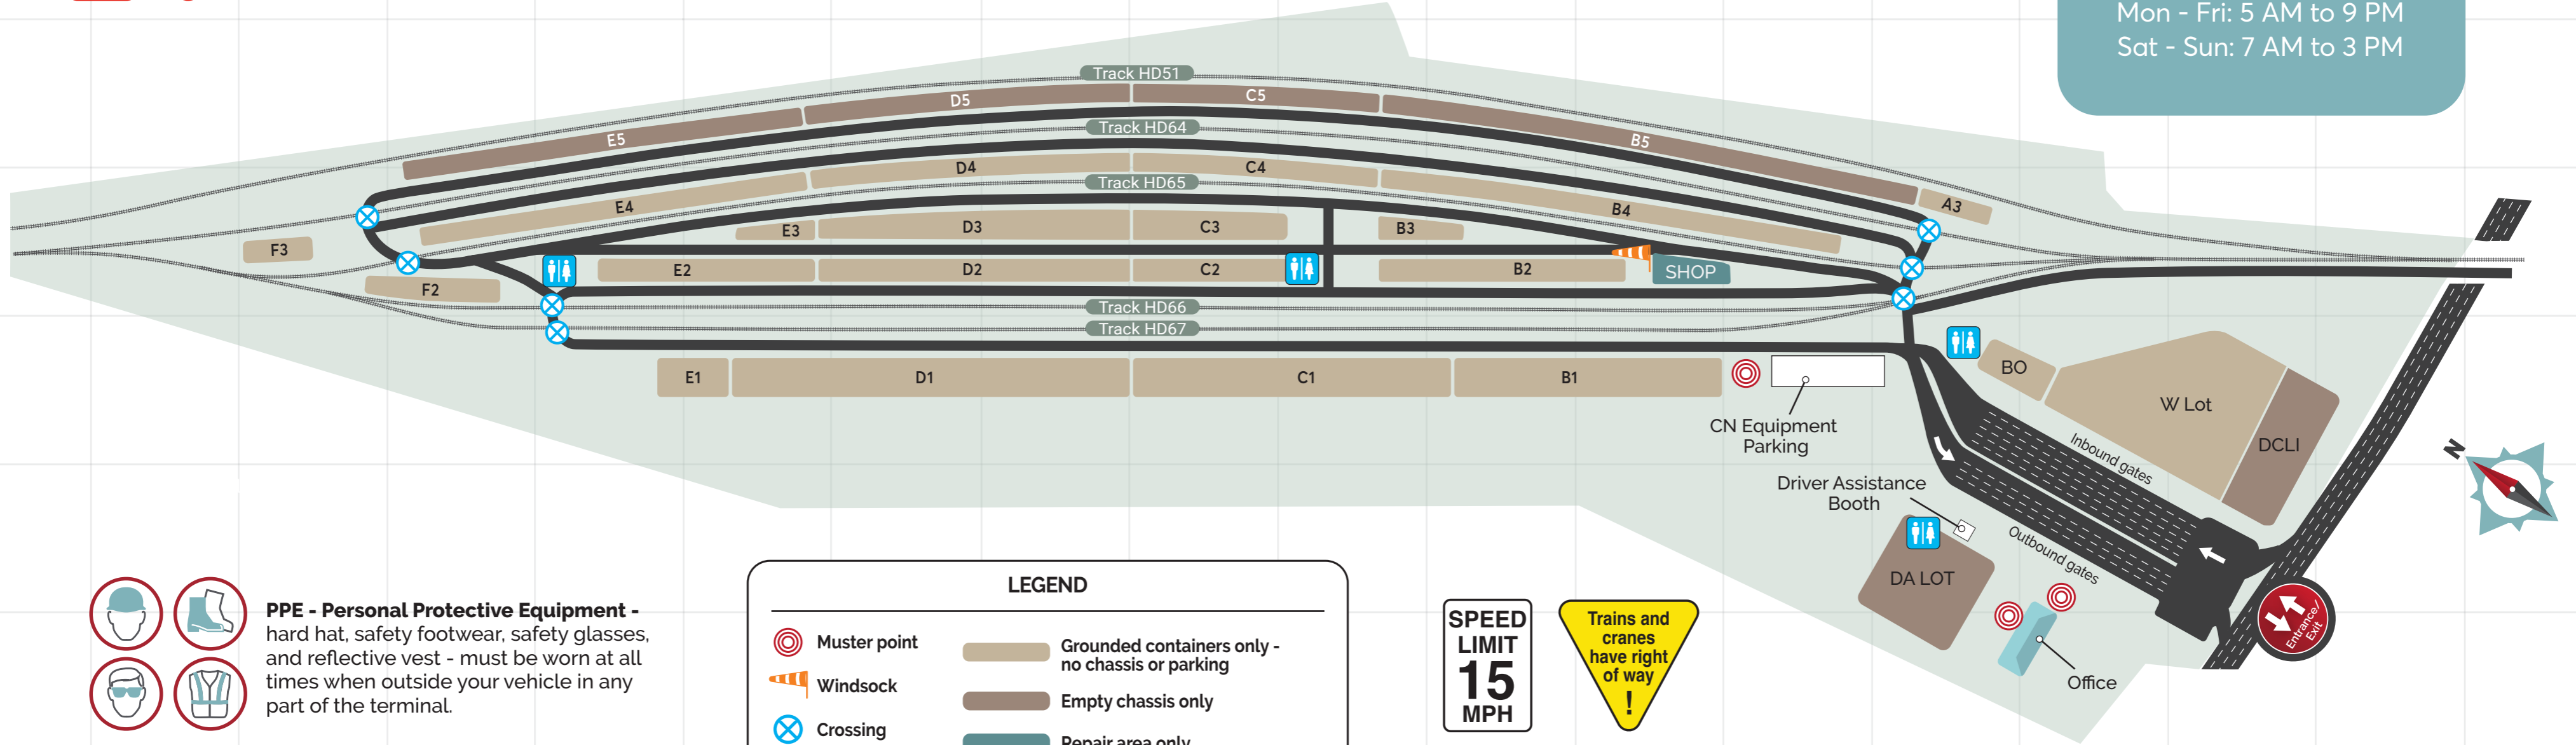 Mon - Fri: 5 AM to 9 PM
Sat - Sun: 7 AM to 3 PM
Track HD51
D5
C5
E5
B5
Track HD64
D4
C4
Track HD65
E4
B4
A3
F3
E3
D3
C3
B3
E2
D2
C2
B2
SHOP
F2
Track HD66
Track HD67
E1
D1
C1
B1
CN Equipment
Parking
BO
W Lot
DCLI
Inbound gates
N
Driver Assistance
Booth
Outbound gates
DA LOT
Entrance/
Exit
Office
PPE - Personal Protective Equipment -
hard hat, safety footwear, safety glasses,
and reflective vest - must be worn at all
times when outside your vehicle in any
part of the terminal.
LEGEND
Muster point
Windsock
Crossing
Grounded containers only -
no chassis or parking
Empty chassis only
Repair area only
SPEED
LIMIT
15
MPH
Trains and
cranes
have right
of way
!